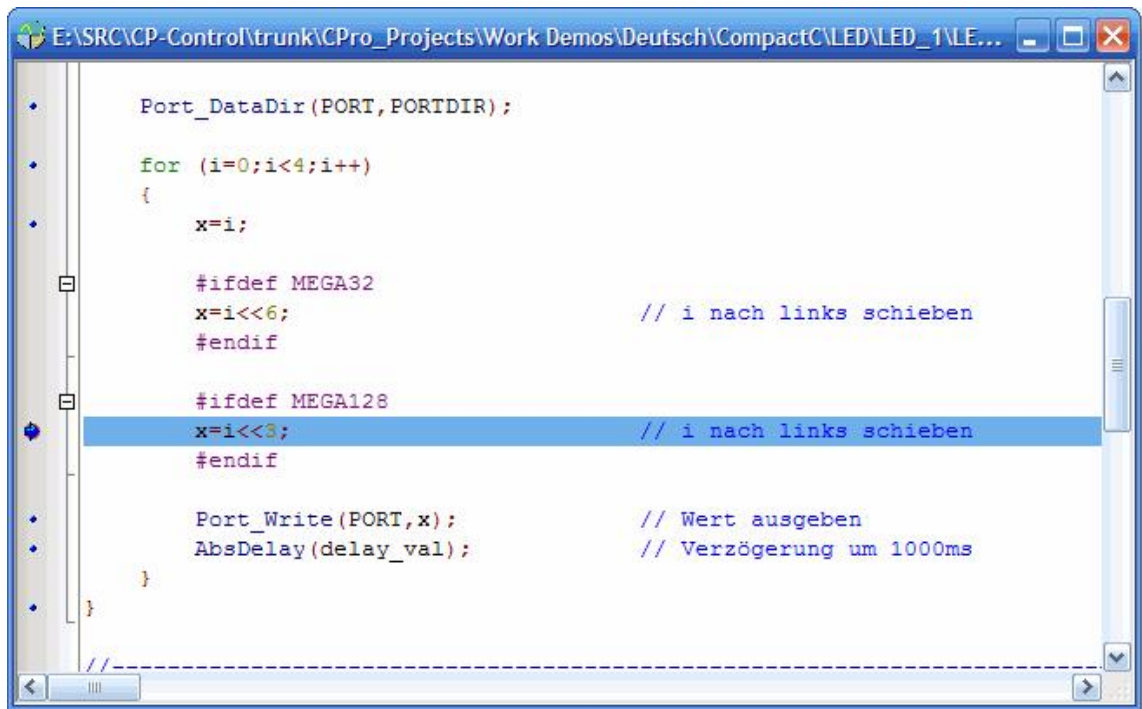 E:\SRC\CP-Control\trunk\CPro_Projects\Work Demos\Deutsch\CompactC\LED\LED_1\LE...
Port_DataDir(PORT,PORTDIR);
for (i=0;i<4;i++)
{
x=i;
#ifdef MEGA32
x=i<<6; // i nach links schieben
#endif
#ifdef MEGA128
x=i<<3; // i nach links schieben
#endif
Port_Write(PORT,x); // Wert ausgeben
AbsDelay(delay_val); // Verzögerung um 1000ms
}
}
//------------------------------------------------------------------------